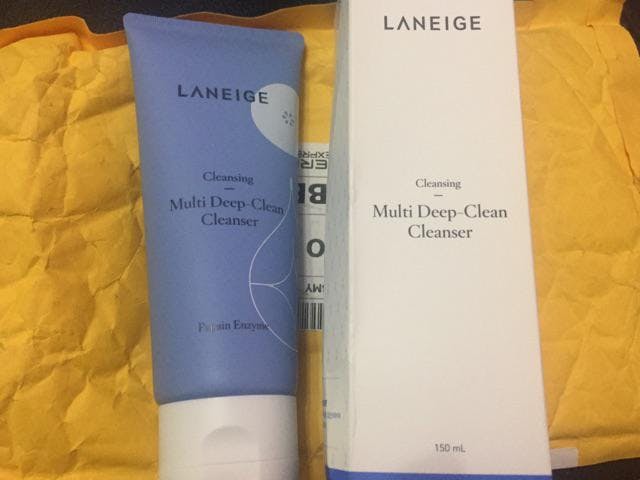 LANEIGE
Cleansing
Multi Deep-Clean
Cleanser
Papain Enzyme
LANEIGE
Cleansing
Multi Deep-Clean
Cleanser
150 mL